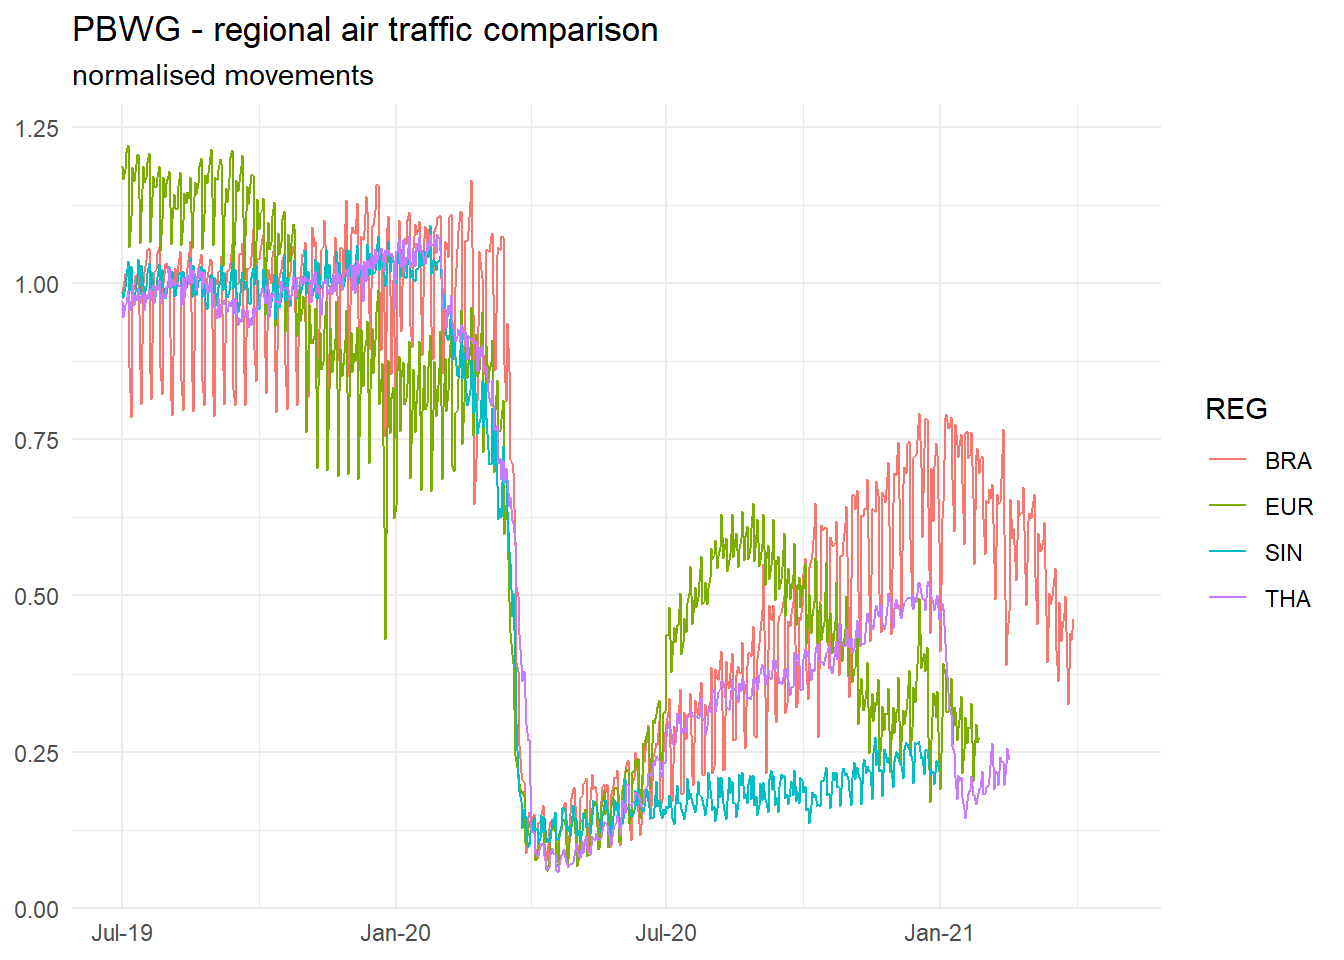 PBWG - regional air traffic comparison
normalised movements
1.25
1.00
0.75
0.50
0.25
0.00
Jul-19
Jan-20
Jul-20
Jan-21
REG
BRA
EUR
SIN
THA